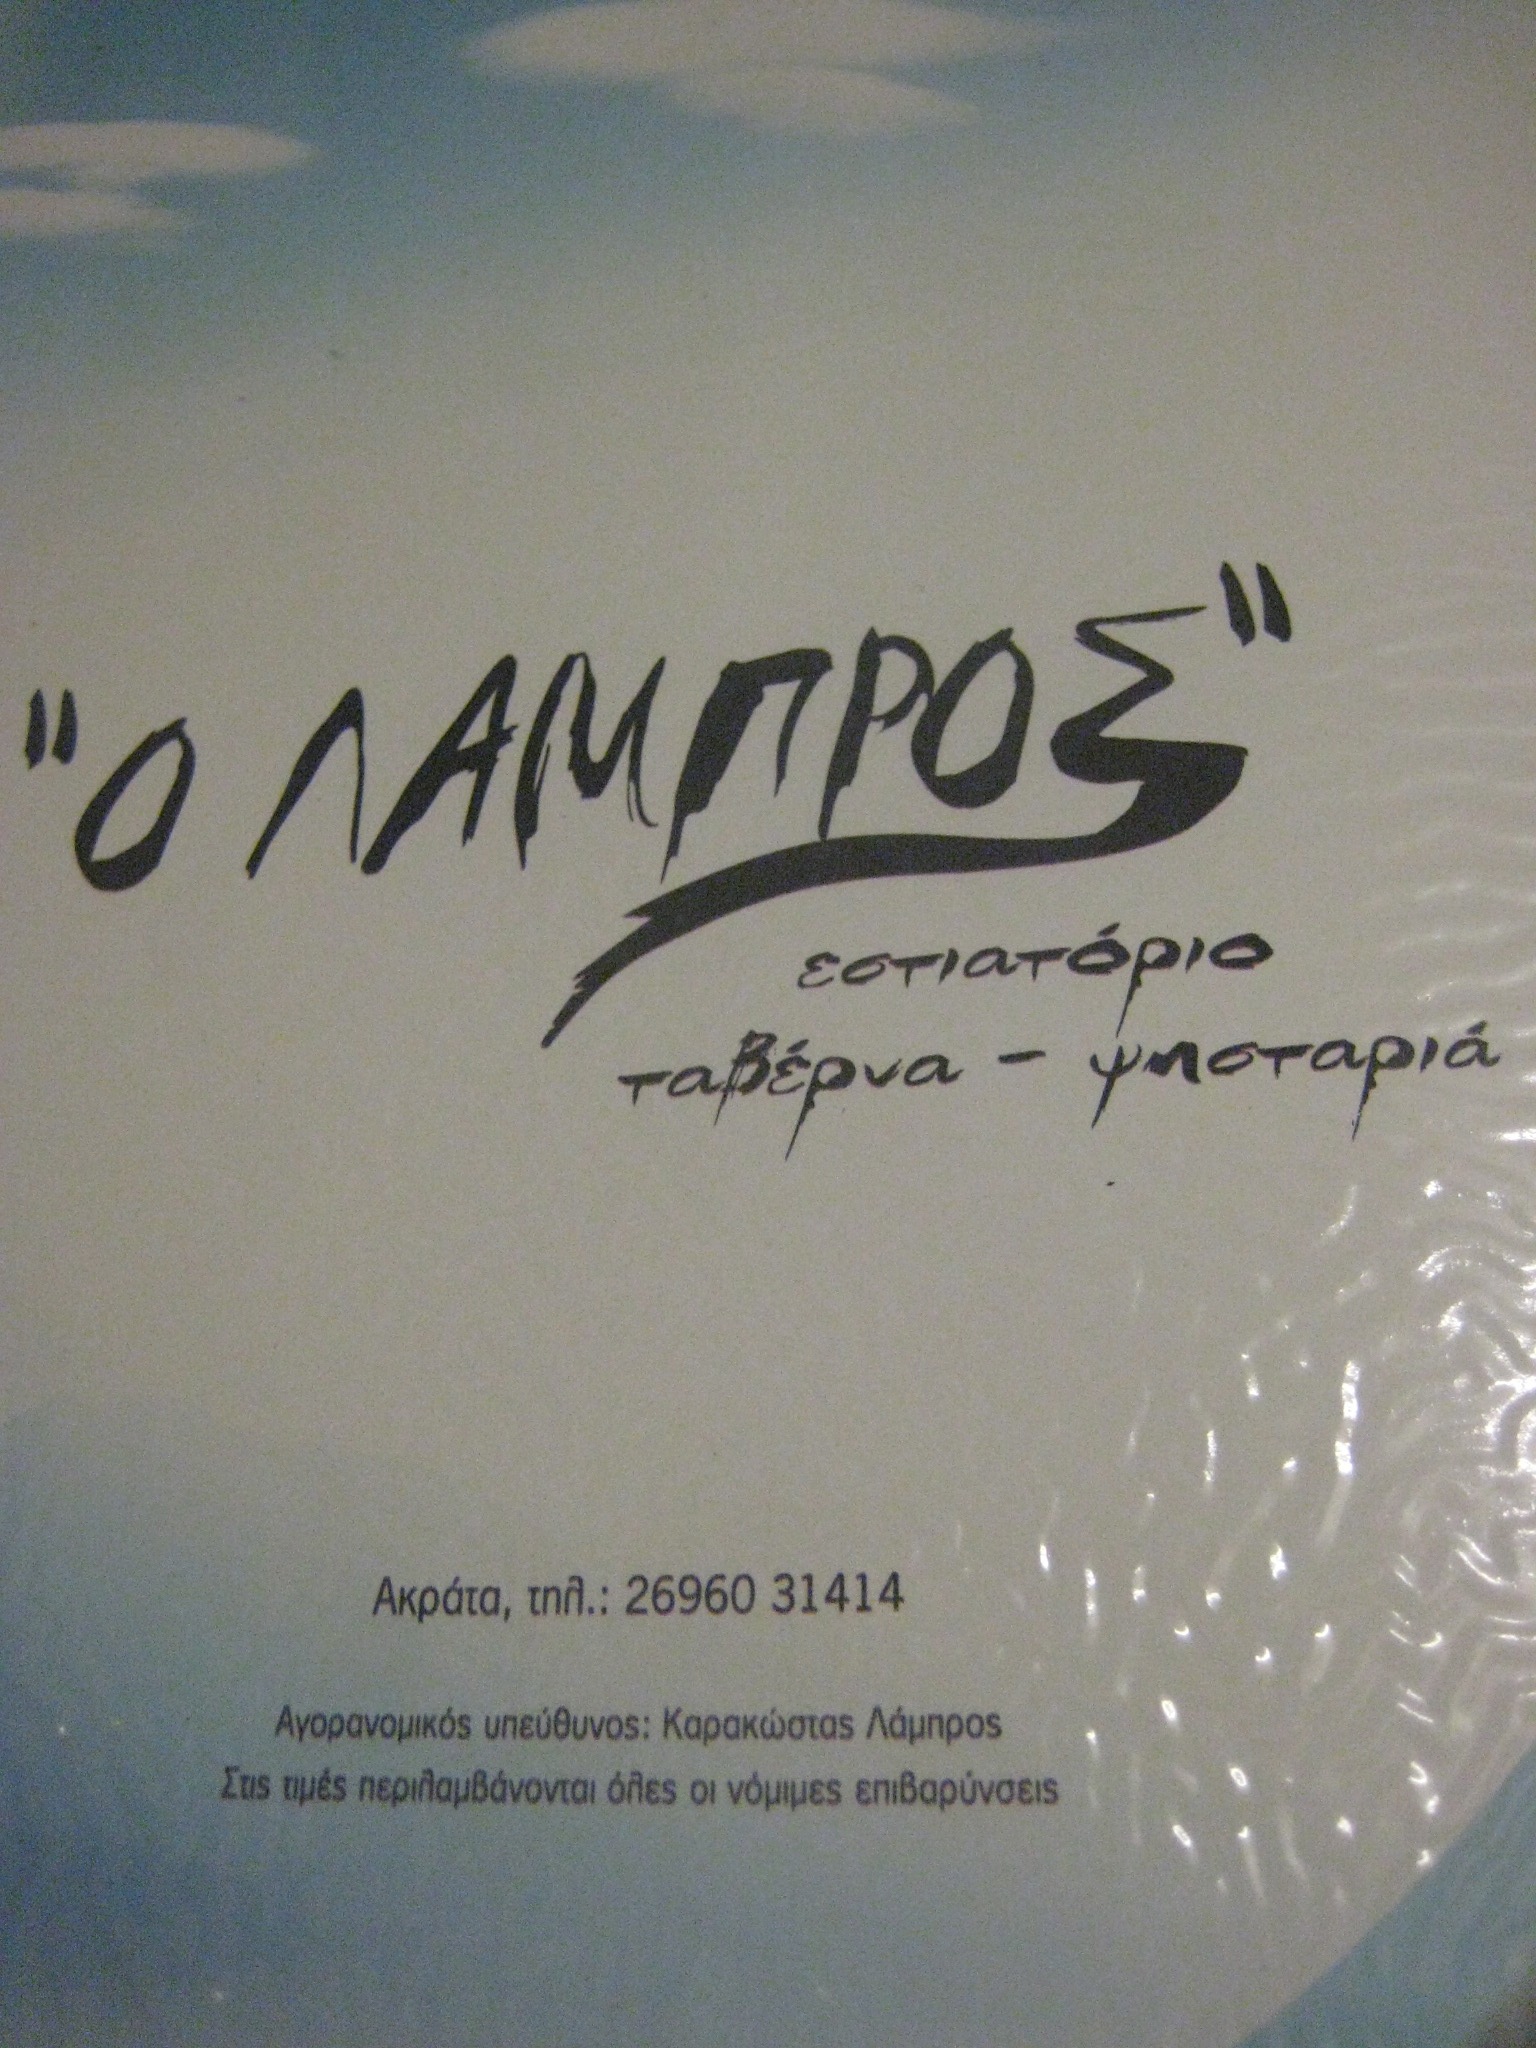 "Ο ΛΑΜΠΡΟΣ"
εστιατόριο
ταβέρνα - ψησταριά
Ακράτα, τηλ.: 26960 31414
Αγορανομικός υπεύθυνος: Καρακώστας Λάμπρος
Στις τιμές περιλαμβάνονται όλες οι νόμιμες επιβαρύνσεις